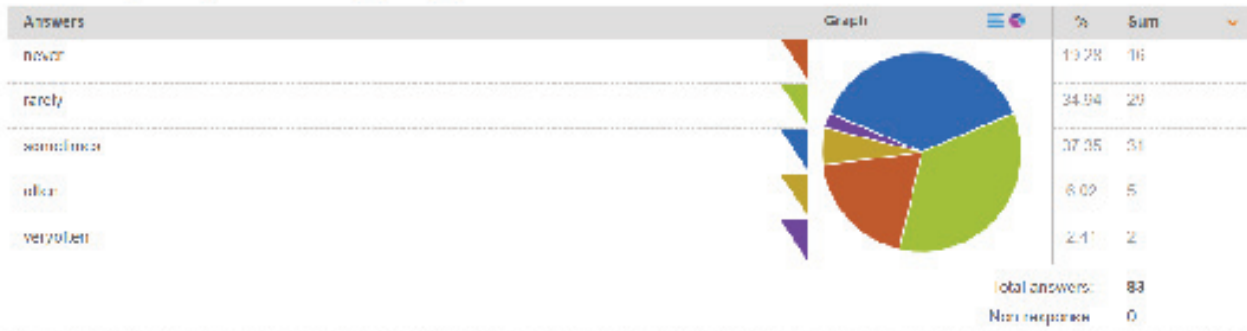 Answers Graph % Sum
never 19.28 16
rarely 34.94 29
sometimes 37.35 31
often 6.02 5
very often 2.41 2
Total answers: 83
Non response 0